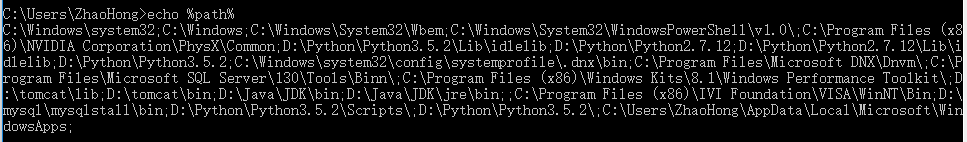 C:\Users\ZhaoHong>echo %path%
C:\Windows\system32;C:\Windows;C:\Windows\System32\Wbem;C:\Windows\System32\WindowsPowerShell\v1.0\;C:\Program Files (x8
6)\NVIDIA Corporation\PhysX\Common;D:\Python\Python3.5.2\Lib\idlelib;D:\Python\Python2.7.12;D:\Python\Python2.7.12\Lib\i
dlelib;D:\Python\Python3.5.2;C:\Windows\system32\config\systemprofile\.dnx\bin;C:\Program Files\Microsoft DNX\Dnvm\;C:\P
rogram Files\Microsoft SQL Server\130\Tools\Binn\;C:\Program Files (x86)\Windows Kits\8.1\Windows Performance Toolkit\;D
:\tomcat\lib;D:\tomcat\bin;D:\Java\JDK\bin;D:\Java\JDK\jre\bin;;C:\Program Files (x86)\IVI Foundation\VISA\WinNT\Bin;D:\
mysql\mysqlstall\bin;D:\Python\Python3.5.2\Scripts\;D:\Python\Python3.5.2\;C:\Users\ZhaoHong\AppData\Local\Microsoft\Win
dowsApps;